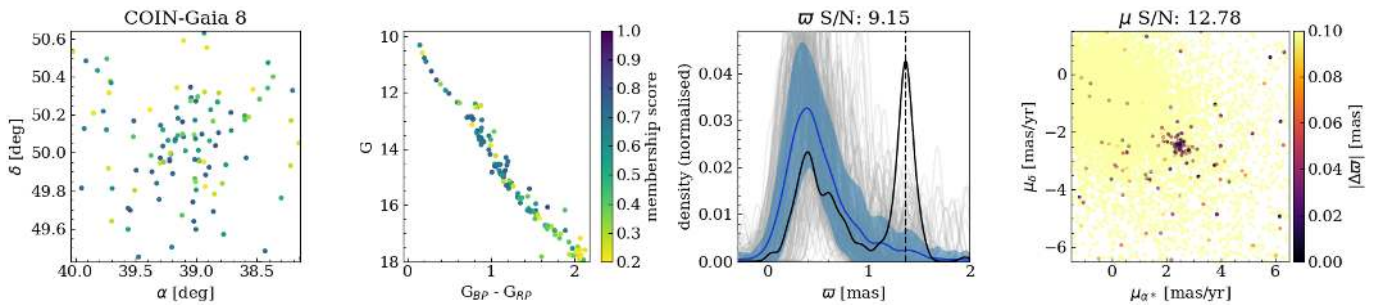 COIN-Gaia 8
50.6
50.4
50.2
50.0
49.8
49.6
δ [deg]
40.0 39.5 39.0 38.5
α [deg]
10
12
14
16
18
G
0 1 2
G_BP - G_RP
1.0
0.9
0.8
0.7
0.6
0.5
0.4
0.3
0.2
membership score
ϖ S/N: 9.15
0.04
0.03
0.02
0.01
0.00
density (normalised)
0 1 2
ϖ [mas]
μ S/N: 12.78
0
−2
−4
−6
μ_δ [mas/yr]
0 2 4 6
μ_α* [mas/yr]
0.10
0.08
0.06
0.04
0.02
0.00
|Δϖ| [mas]